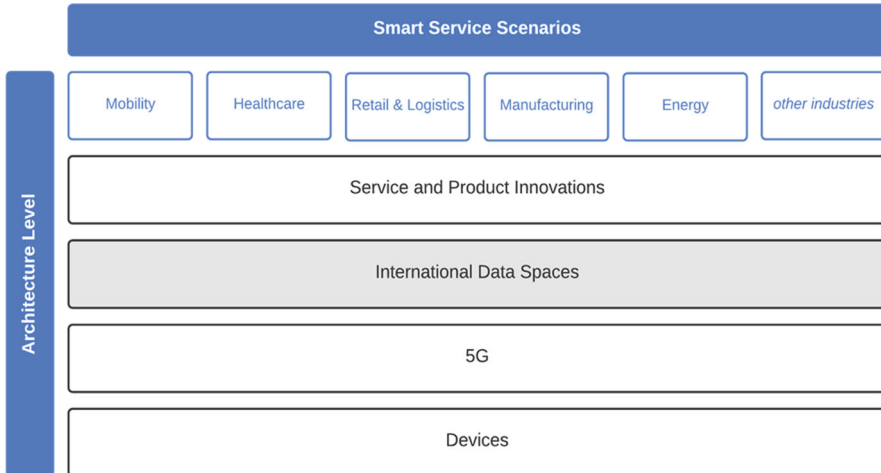 Smart Service Scenarios
Mobility
Healthcare
Retail & Logistics
Manufacturing
Energy
other industries
Architecture Level
Service and Product Innovations
International Data Spaces
5G
Devices